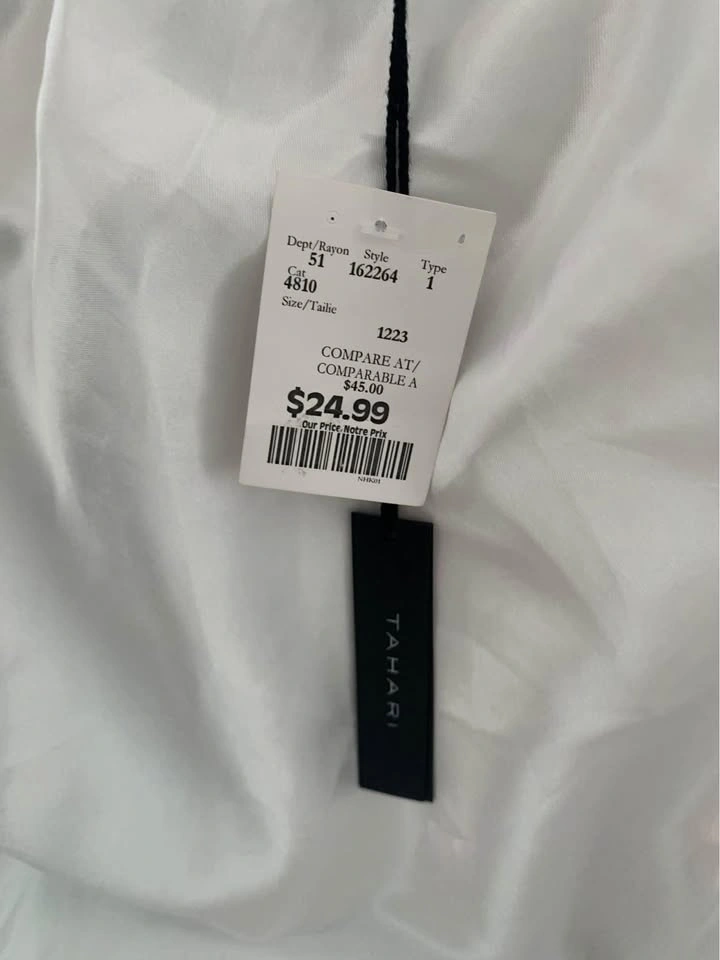 Dept/Rayon Style Type
51 162264 1
Cat
4810
Size/Tailie
1223
COMPARE AT/
COMPARABLE A
$45.00
$24.99
Our Price Notre Prix
NHK01
TAHARI